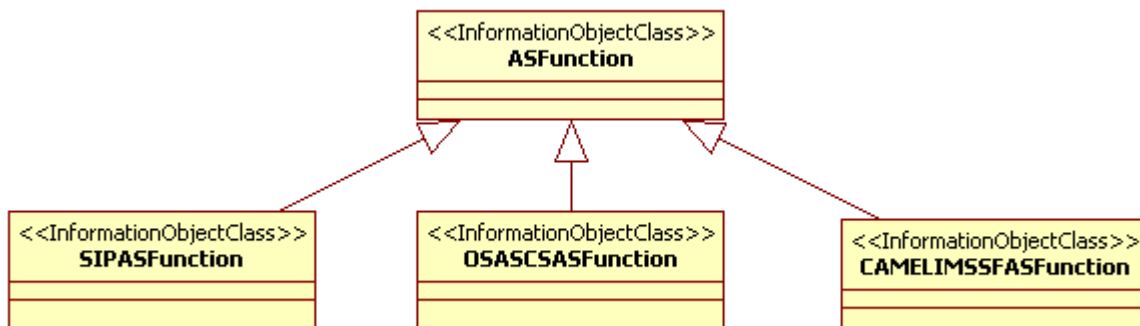 <<InformationObjectClass>>
ASFunction
<<InformationObjectClass>>
SIPASFunction
<<InformationObjectClass>>
OSASCSASFunction
<<InformationObjectClass>>
CAMELIMSSFASFunction